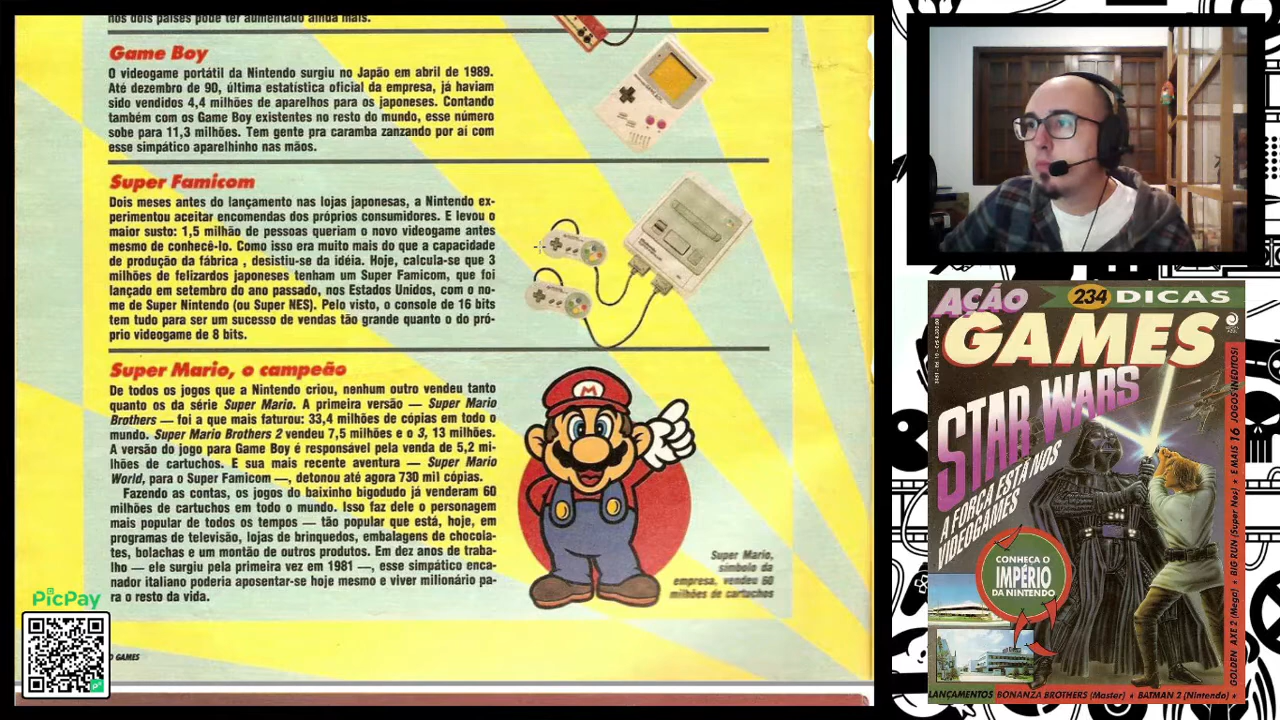 nos dois países pode ter aumentado ainda mais.
Game Boy
O videogame portátil da Nintendo surgiu no Japão em abril de 1989.
Até dezembro de 90, última estatística oficial da empresa, já haviam
sido vendidos 4,4 milhões de aparelhos para os japoneses. Contando
também com os Game Boy existentes no resto do mundo, esse número
sobe para 11,3 milhões. Tem gente pra caramba zanzando por aí com
esse simpático aparelhinho nas mãos.
Super Famicom
Dois meses antes do lançamento nas lojas japonesas, a Nintendo ex-
perimentou aceitar encomendas dos próprios consumidores. E levou o
maior susto: 1,5 milhão de pessoas queriam o novo videogame antes
mesmo de conhecê-lo. Como isso era muito mais do que a capacidade
de produção da fábrica , desistiu-se da idéia. Hoje, calcula-se que 3
milhões de felizardos japoneses tenham um Super Famicom, que foi
lançado em setembro do ano passado, nos Estados Unidos, com o no-
me de Super Nintendo (ou Super NES). Pelo visto, o console de 16 bits
tem tudo para ser um sucesso de vendas tão grande quanto o do pró-
prio videogame de 8 bits.
Super Mario, o campeão
De todos os jogos que a Nintendo criou, nenhum outro vendeu tanto
quanto os da série Super Mario. A primeira versão — Super Mario
Brothers — foi a que mais faturou: 33,4 milhões de cópias em todo o
mundo. Super Mario Brothers 2 vendeu 7,5 milhões e o 3, 13 milhões.
A versão do jogo para Game Boy é responsável pela venda de 5,2 mi-
lhões de cartuchos. E sua mais recente aventura — Super Mario
World, para o Super Famicom —, detonou até agora 730 mil cópias.
Fazendo as contas, os jogos do baixinho bigodudo já venderam 60
milhões de cartuchos em todo o mundo. Isso faz dele o personagem
mais popular de todos os tempos — tão popular que está, hoje, em
programas de televisão, lojas de brinquedos, embalagens de chocola-
tes, bolachas e um montão de outros produtos. Em dez anos de traba-
lho — ele surgiu pela primeira vez em 1981 —, esse simpático enca-
nador italiano poderia aposentar-se hoje mesmo e viver milionário pa-
ra o resto da vida.
M
Super Mario,
símbolo da
empresa, vendeu 60
milhões de cartuchos
PicPay
GAMES
AÇÃO
234 DICAS
GAMES
STAR WARS
A FORÇA ESTÁ NOS
VIDEOGAMES
CONHEÇA O
IMPÉRIO
DA NINTENDO
GOLDEN AXE 2 (Mega) ★ BIG RUN (Super Nes) ★ E MAIS 16 JOGOS INÉDITOS!
LANÇAMENTOS BONANZA BROTHERS (Master) ★ BATMAN 2 (Nintendo) ★